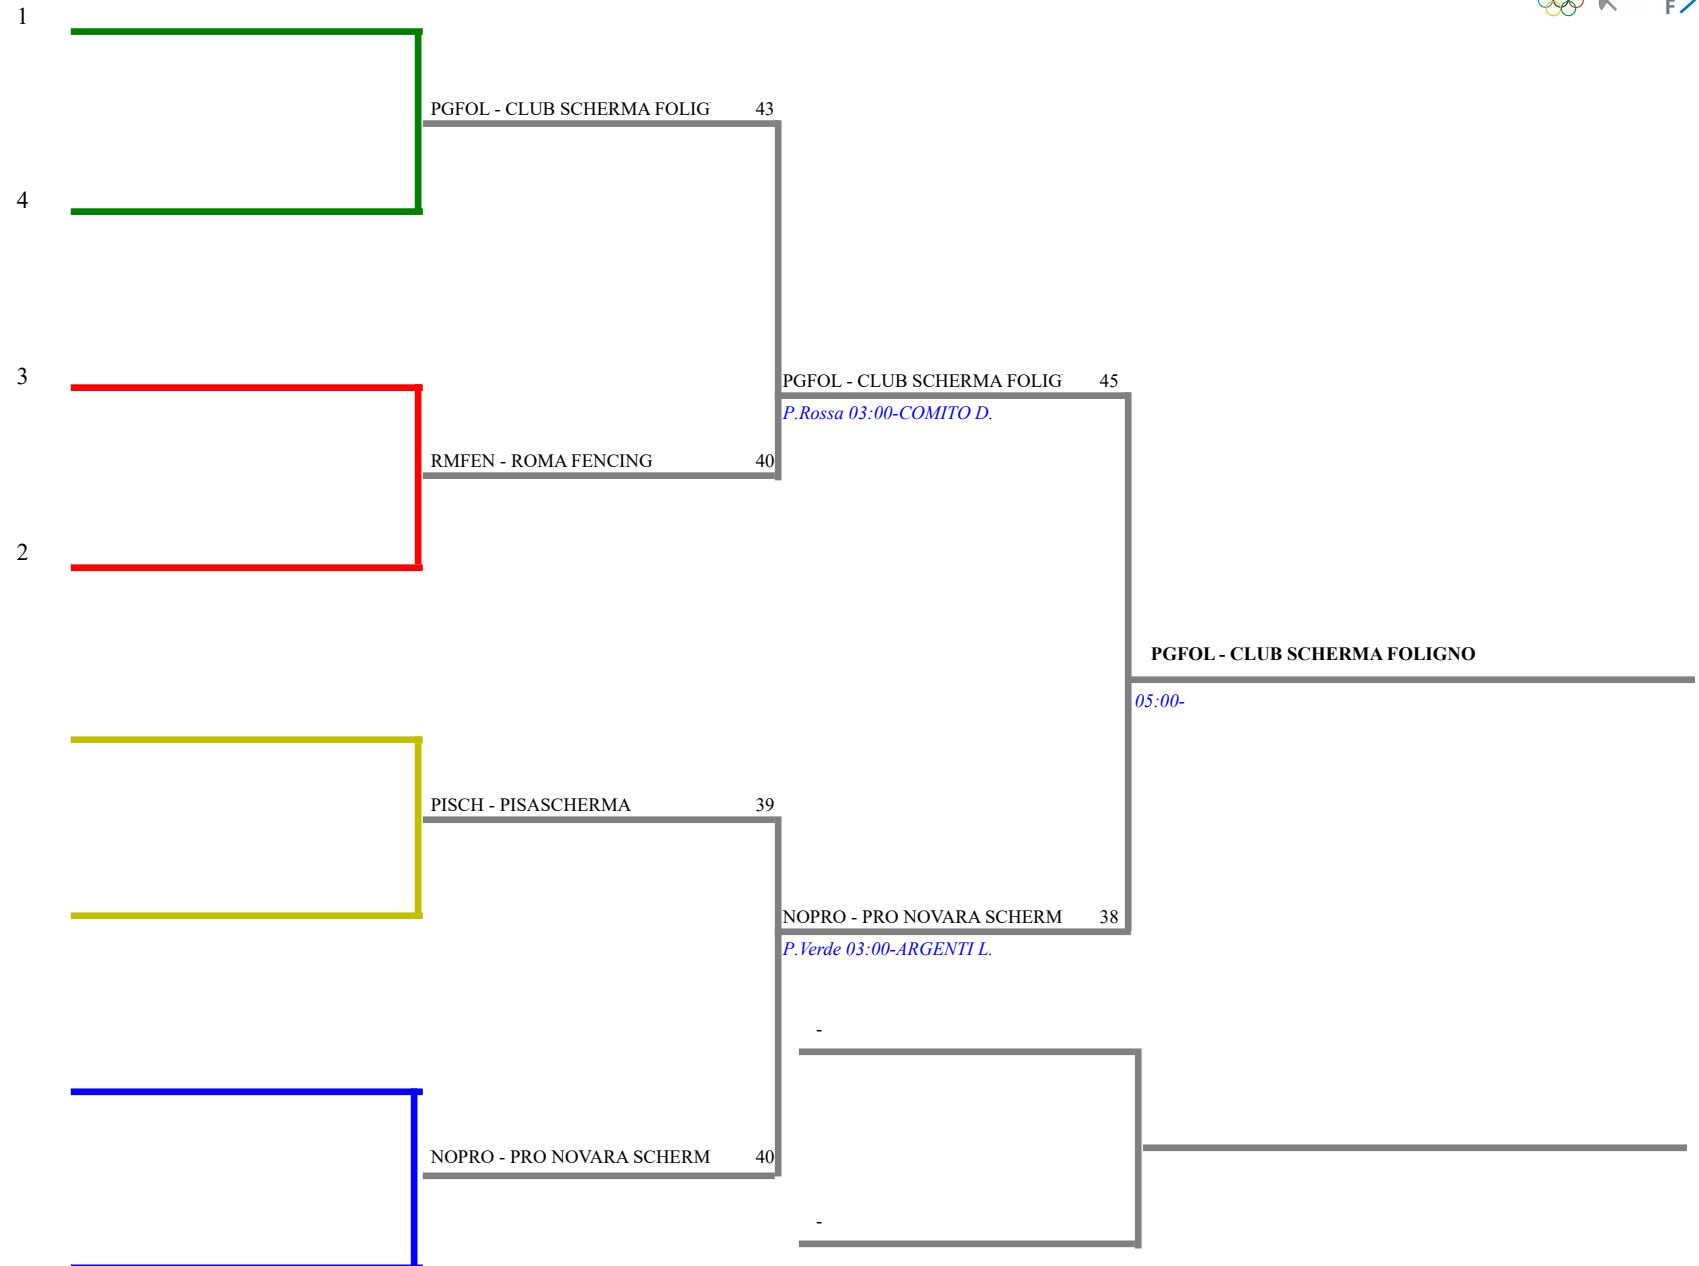 1
F
PGFOL - CLUB SCHERMA FOLIG 43
4
3
PGFOL - CLUB SCHERMA FOLIG 45
P.Rossa 03:00-COMITO D.
RMFEN - ROMA FENCING 40
2
PGFOL - CLUB SCHERMA FOLIGNO
05:00-
PISCH - PISASCHERMA 39
NOPRO - PRO NOVARA SCHERM 38
P.Verde 03:00-ARGENTI L.
-
NOPRO - PRO NOVARA SCHERM 40
-